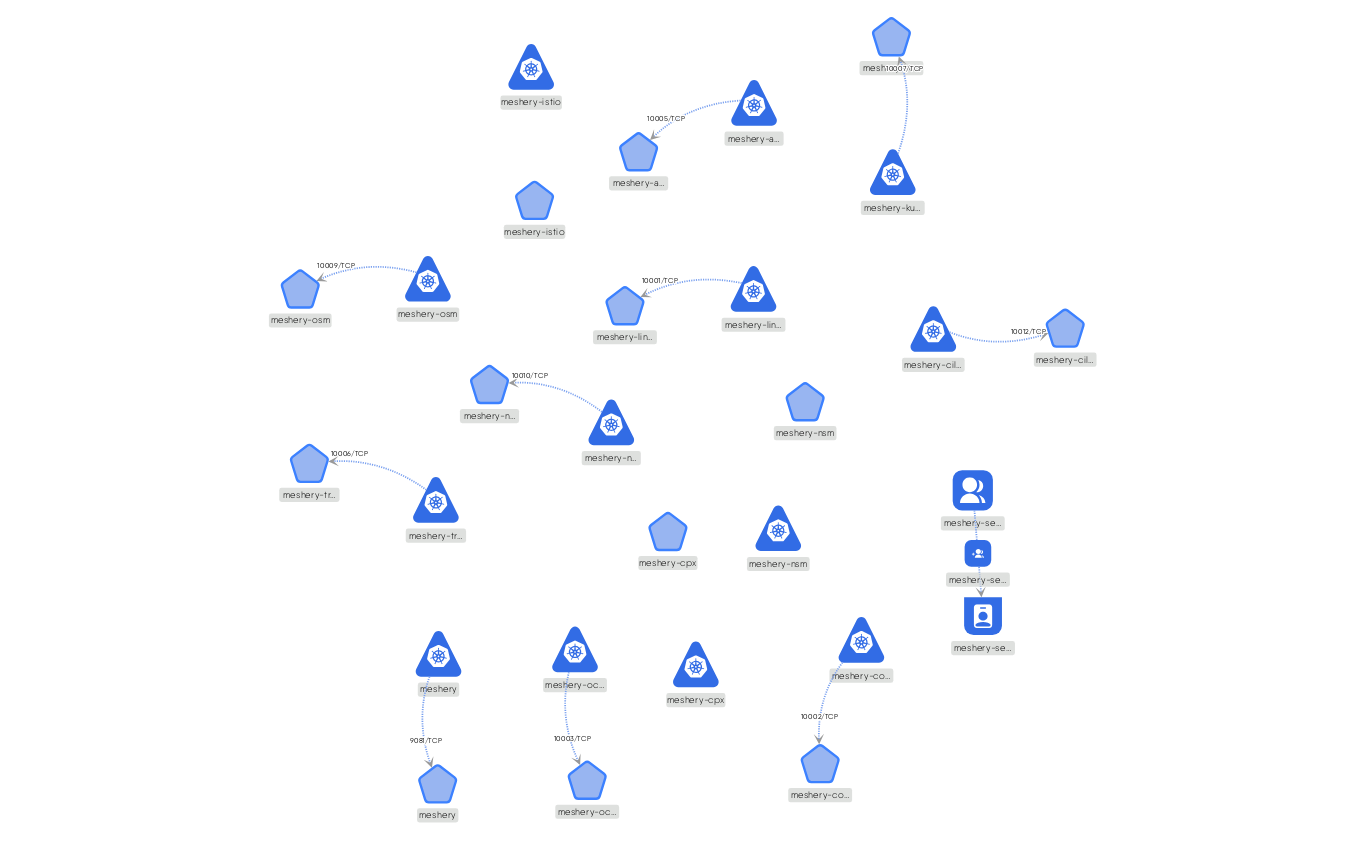 10007/TCP
meshery-istio
10005/TCP
meshery-a...
meshery-a...
meshery-ku...
meshery-istio
10009/TCP
10001/TCP
meshery-osm
meshery-osm
meshery-lin...
meshery-lin...
10012/TCP
meshery-cil...
meshery-cil...
10010/TCP
meshery-n...
meshery-n...
meshery-nsm
10006/TCP
meshery-tr...
meshery-tr...
meshery-se...
meshery-cpx
meshery-nsm
meshery-se...
meshery-se...
meshery
meshery-oc...
meshery-cpx
meshery-co...
10002/TCP
9081/TCP
10003/TCP
meshery-co...
meshery
meshery-oc...